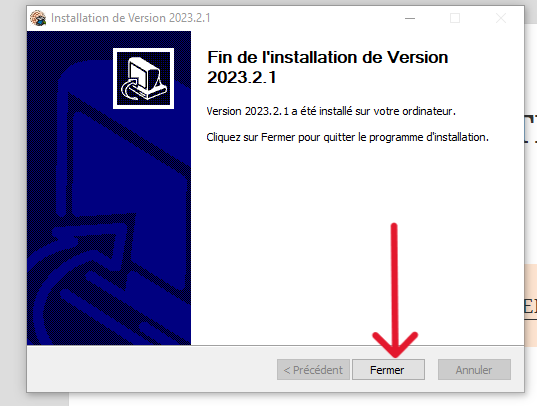 Installation de Version 2023.2.1
Fin de l'installation de Version
2023.2.1
Version 2023.2.1 a été installé sur votre ordinateur.
Cliquez sur Fermer pour quitter le programme d'installation.
< Précédent
Fermer
Annuler